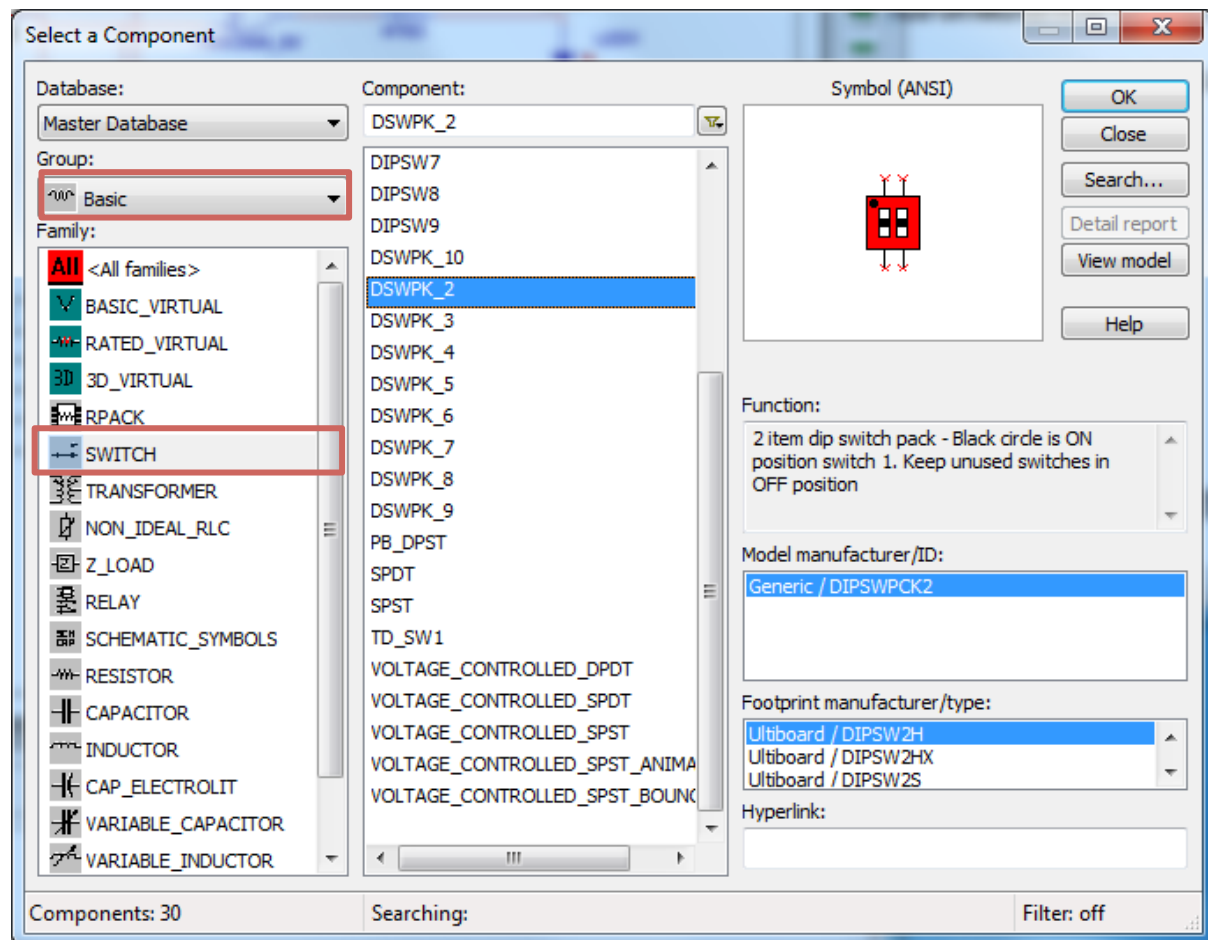 Select a Component
Database:
Master Database
Group:
Basic
Family:
All <All families>
BASIC_VIRTUAL
RATED_VIRTUAL
3D 3D_VIRTUAL
RPACK
SWITCH
TRANSFORMER
NON_IDEAL_RLC
Z Z_LOAD
RELAY
SCHEMATIC_SYMBOLS
RESISTOR
CAPACITOR
INDUCTOR
CAP_ELECTROLIT
VARIABLE_CAPACITOR
VARIABLE_INDUCTOR
Component:
DSWPK_2
DIPSW7
DIPSW8
DIPSW9
DSWPK_10
DSWPK_2
DSWPK_3
DSWPK_4
DSWPK_5
DSWPK_6
DSWPK_7
DSWPK_8
DSWPK_9
PB_DPST
SPDT
SPST
TD_SW1
VOLTAGE_CONTROLLED_DPDT
VOLTAGE_CONTROLLED_SPDT
VOLTAGE_CONTROLLED_SPST
VOLTAGE_CONTROLLED_SPST_ANIMA
VOLTAGE_CONTROLLED_SPST_BOUNC
Symbol (ANSI)
OK
Close
Search...
Detail report
View model
Help
Function:
2 item dip switch pack - Black circle is ON
position switch 1. Keep unused switches in
OFF position
Model manufacturer/ID:
Generic / DIPSWPCK2
Footprint manufacturer/type:
Ultiboard / DIPSW2H
Ultiboard / DIPSW2HX
Ultiboard / DIPSW2S
Hyperlink:
Components: 30
Searching:
Filter: off